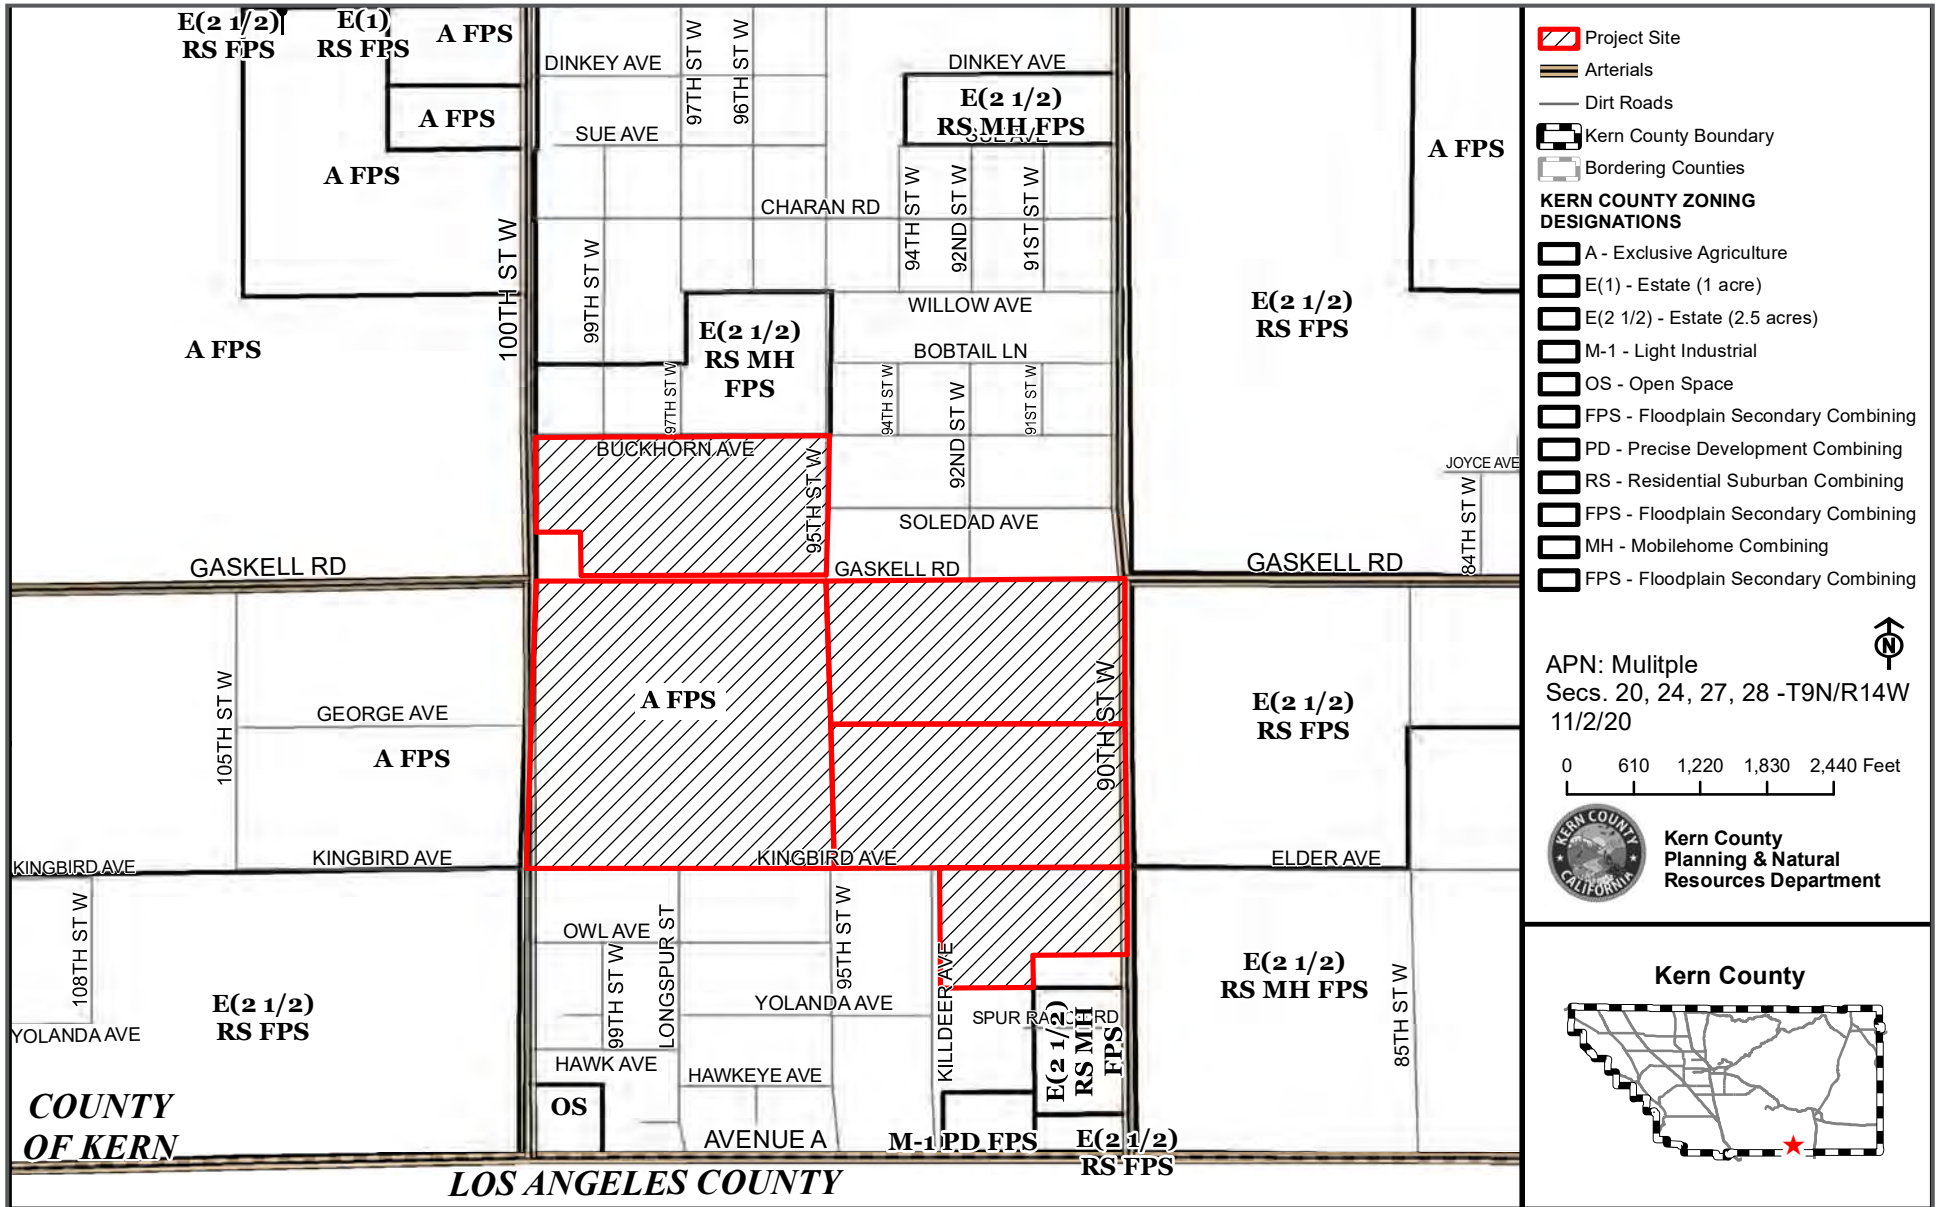 E(2 1/2)
RS FPS
E(1)
RS FPS
A FPS
A FPS
A FPS
A FPS
100TH ST W
DINKEY AVE
97TH ST W
96TH ST W
DINKEY AVE
E(2 1/2)
RS MH FPS
SUE AVE
SUE AVE
CHARAN RD
94TH ST W
92ND ST W
91ST ST W
99TH ST W
WILLOW AVE
E(2 1/2)
RS MH
FPS
BOBTAIL LN
97TH ST W
94TH ST W
92ND ST W
91ST ST W
BUCKHORN AVE
95TH ST W
SOLEDAD AVE
GASKELL RD
GASKELL RD
GASKELL RD
E(2 1/2)
RS FPS
A FPS
JOYCE AVE
84TH ST W
105TH ST W
GEORGE AVE
A FPS
A FPS
90TH ST W
E(2 1/2)
RS FPS
KINGBIRD AVE
KINGBIRD AVE
KINGBIRD AVE
ELDER AVE
108TH ST W
YOLANDA AVE
E(2 1/2)
RS FPS
OWL AVE
99TH ST W
LONGSPUR ST
95TH ST W
YOLANDA AVE
KILLDEER AVE
HAWK AVE
HAWKEYE AVE
OS
AVENUE A
SPUR RANCH RD
E(2 1/2)
RS MH
FPS
M-1 PD FPS
E(2 1/2)
RS FPS
E(2 1/2)
RS MH FPS
85TH ST W
COUNTY
OF KERN
LOS ANGELES COUNTY
Project Site
Arterials
Dirt Roads
Kern County Boundary
Bordering Counties
KERN COUNTY ZONING
DESIGNATIONS
A - Exclusive Agriculture
E(1) - Estate (1 acre)
E(2 1/2) - Estate (2.5 acres)
M-1 - Light Industrial
OS - Open Space
FPS - Floodplain Secondary Combining
PD - Precise Development Combining
RS - Residential Suburban Combining
FPS - Floodplain Secondary Combining
MH - Mobilehome Combining
FPS - Floodplain Secondary Combining
N
APN: Mulitple
Secs. 20, 24, 27, 28 -T9N/R14W
11/2/20
0 610 1,220 1,830 2,440 Feet
KERN COUNTY
CALIFORNIA
Kern County
Planning & Natural
Resources Department
Kern County